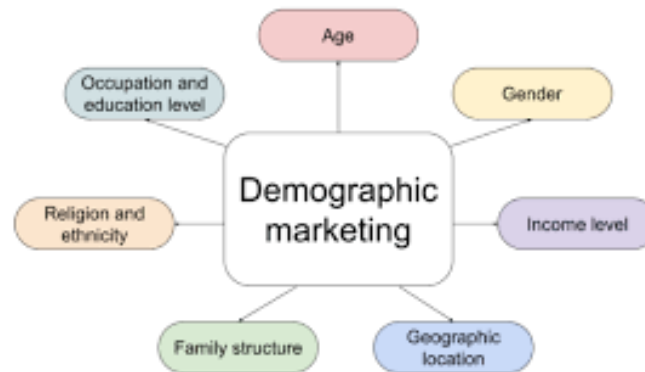 Age
Occupation and
education level
Gender
Demographic
marketing
Religion and
ethnicity
Income level
Family structure
Geographic
location